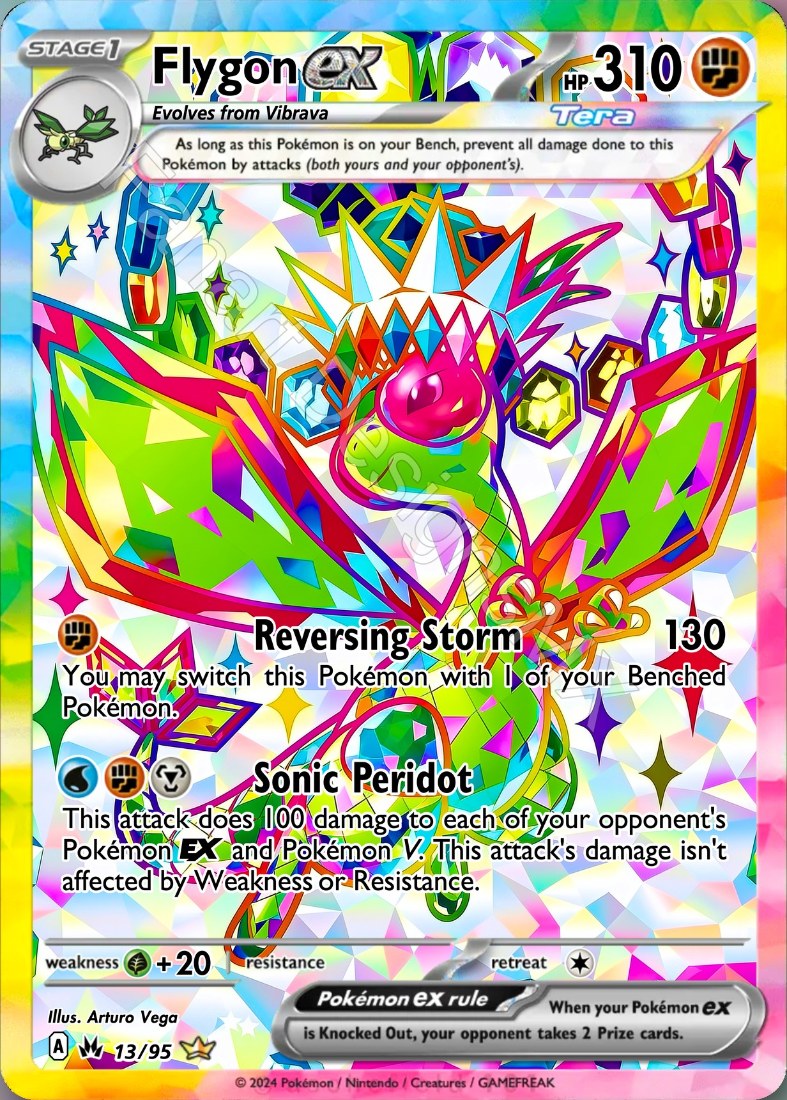 STAGE1
Flygon ex
HP 310
Evolves from Vibrava
Tera
As long as this Pokémon is on your Bench, prevent all damage done to this
Pokémon by attacks (both yours and your opponent's).
Reversing Storm 130
You may switch this Pokémon with 1 of your Benched
Pokémon.
Sonic Peridot
This attack does 100 damage to each of your opponent's
Pokémon EX and Pokémon V. This attack's damage isn't
affected by Weakness or Resistance.
weakness +20 resistance retreat
Pokémon ex rule
When your Pokémon ex
is Knocked Out, your opponent takes 2 Prize cards.
Illus. Arturo Vega
A 13/95
© 2024 Pokémon / Nintendo / Creatures / GAMEFREAK